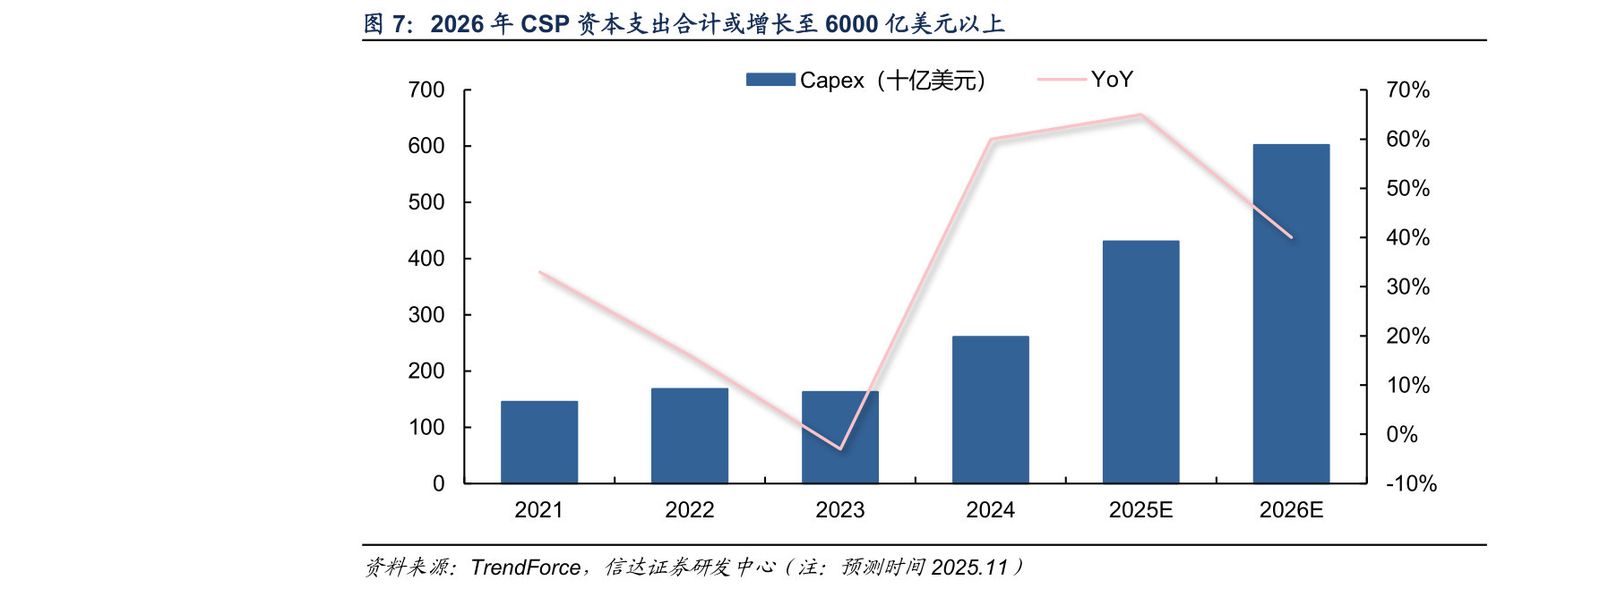 图 7：2026 年 CSP 资本支出合计或增长至 6000 亿美元以上
Capex（十亿美元） YoY
700 70%
600 60%
500 50%
400 40%
300 30%
200 20%
100 10%
0 0%
-10%
2021 2022 2023 2024 2025E 2026E
资料来源：TrendForce，信达证券研发中心（注：预测时间 2025.11）